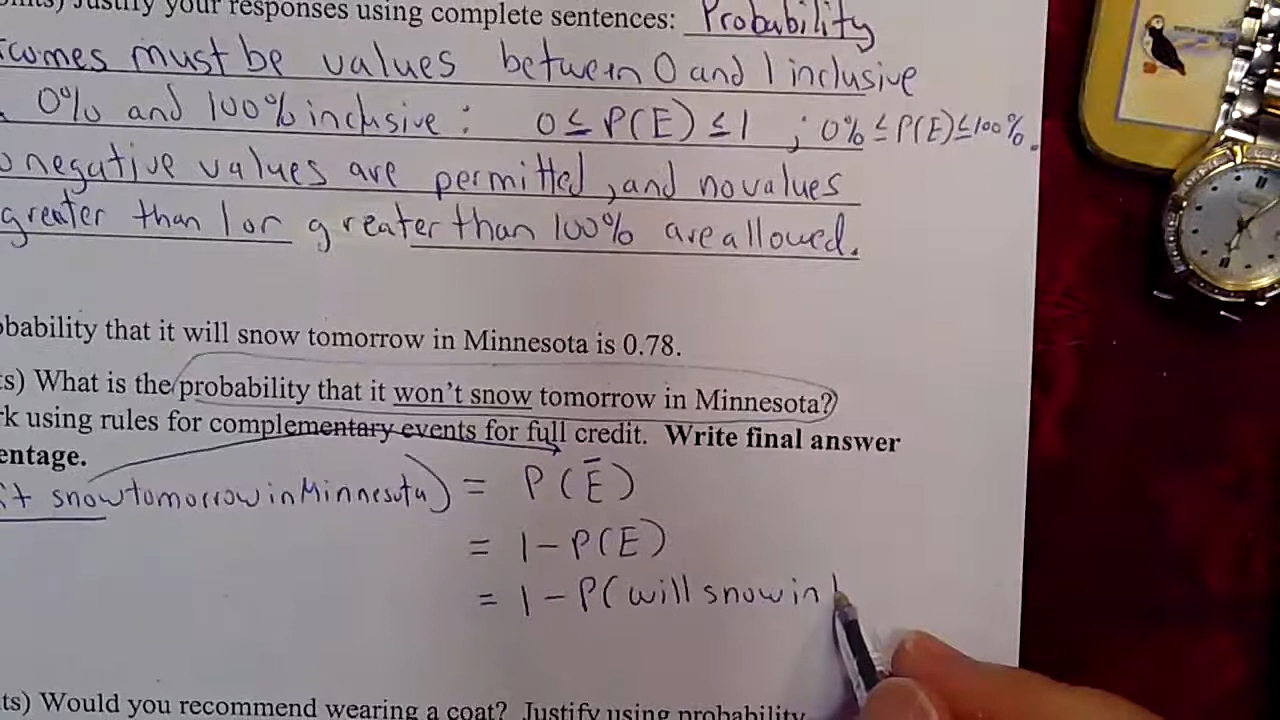 Justify your responses using complete sentences: Probability
comes must be values between 0 and 1 inclusive
0% and 100% inclusive : 0 ≤ P(E) ≤ 1 ; 0% ≤ P(E) ≤ 100%.
negative values are permitted, and no values
greater than 1 or greater than 100% are allowed.
bability that it will snow tomorrow in Minnesota is 0.78.
ts) What is the probability that it won't snow tomorrow in Minnesota?
rk using rules for complementary events for full credit. Write final answer
entage.
it snow tomorrow in Minnesota) = P(Ē)
= 1 - P(E)
= 1 - P( will snow in
ts) Would you recommend wearing a coat? Justify using probability